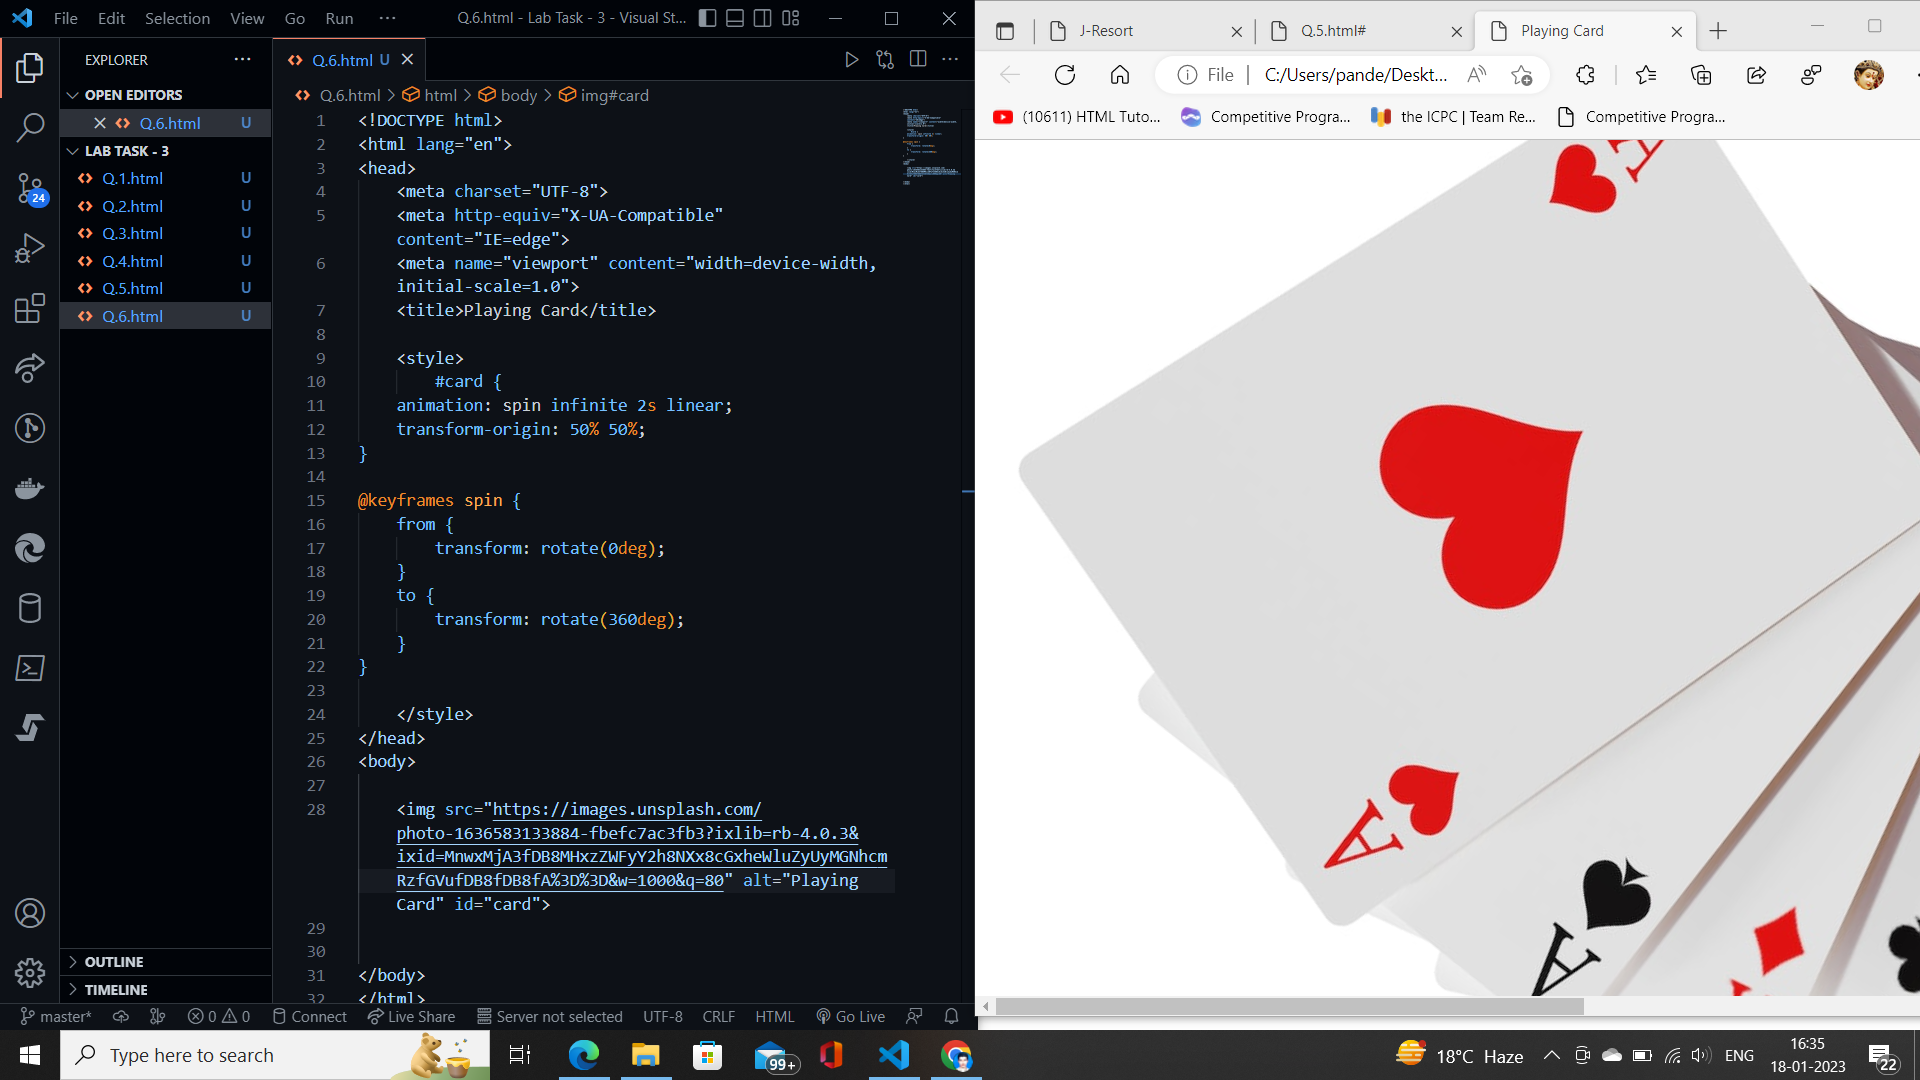 File Edit Selection View Go Run ··· Q.6.html - Lab Task - 3 - Visual St...
EXPLORER ···
OPEN EDITORS
Q.6.html U
LAB TASK - 3
Q.1.html U
Q.2.html U
Q.3.html U
Q.4.html U
Q.5.html U
Q.6.html U
24
OUTLINE
TIMELINE
Q.6.html U
Q.6.html > html > body > img#card
1 <!DOCTYPE html>
2 <html lang="en">
3 <head>
4 <meta charset="UTF-8">
5 <meta http-equiv="X-UA-Compatible"
content="IE=edge">
6 <meta name="viewport" content="width=device-width,
initial-scale=1.0">
7 <title>Playing Card</title>
8
9 <style>
10 #card {
11 animation: spin infinite 2s linear;
12 transform-origin: 50% 50%;
13 }
14
15 @keyframes spin {
16 from {
17 transform: rotate(0deg);
18 }
19 to {
20 transform: rotate(360deg);
21 }
22 }
23
24 </style>
25 </head>
26 <body>
27
28 <img src="https://images.unsplash.com/
photo-1636583133884-fbefc7ac3fb3?ixlib=rb-4.0.3&
ixid=MnwxMjA3fDB8MHxzZWFyY2h8NXx8cGxheWluZyUyMGNhcm
RzfGVufDB8fDB8fA%3D%3D&w=1000&q=80" alt="Playing
Card" id="card">
29
30
31 </body>
32 </html>
master* 0 0 Connect Live Share Server not selected UTF-8 CRLF HTML Go Live
J-Resort Q.5.html# Playing Card
File C:/Users/pande/Deskt...
(10611) HTML Tuto... Competitive Progra... the ICPC | Team Re... Competitive Progra...
A
A
A
Type here to search
99+
18°C Haze ENG 16:35
18-01-2023
22